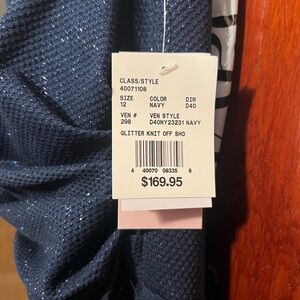 CLASS/STYLE
40071108
SIZE COLOR DIM
12 NAVY D40
VEN # VEN STYLE
298 D40NY23231 NAVY
GLITTER KNIT OFF SHO
4 40070 08335 8
$169.95